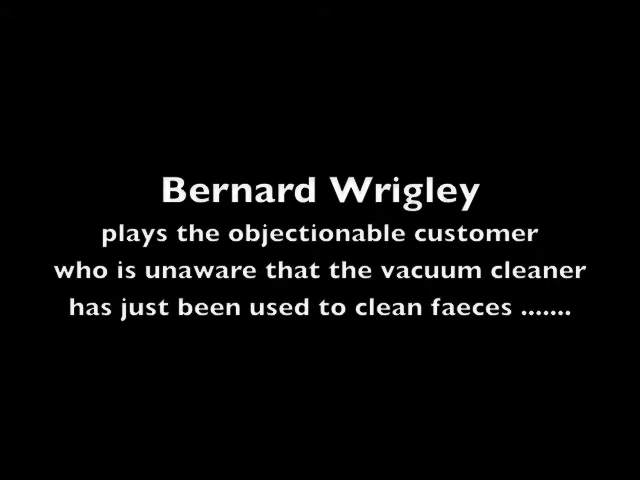 Bernard Wrigley
plays the objectionable customer
who is unaware that the vacuum cleaner
has just been used to clean faeces .......